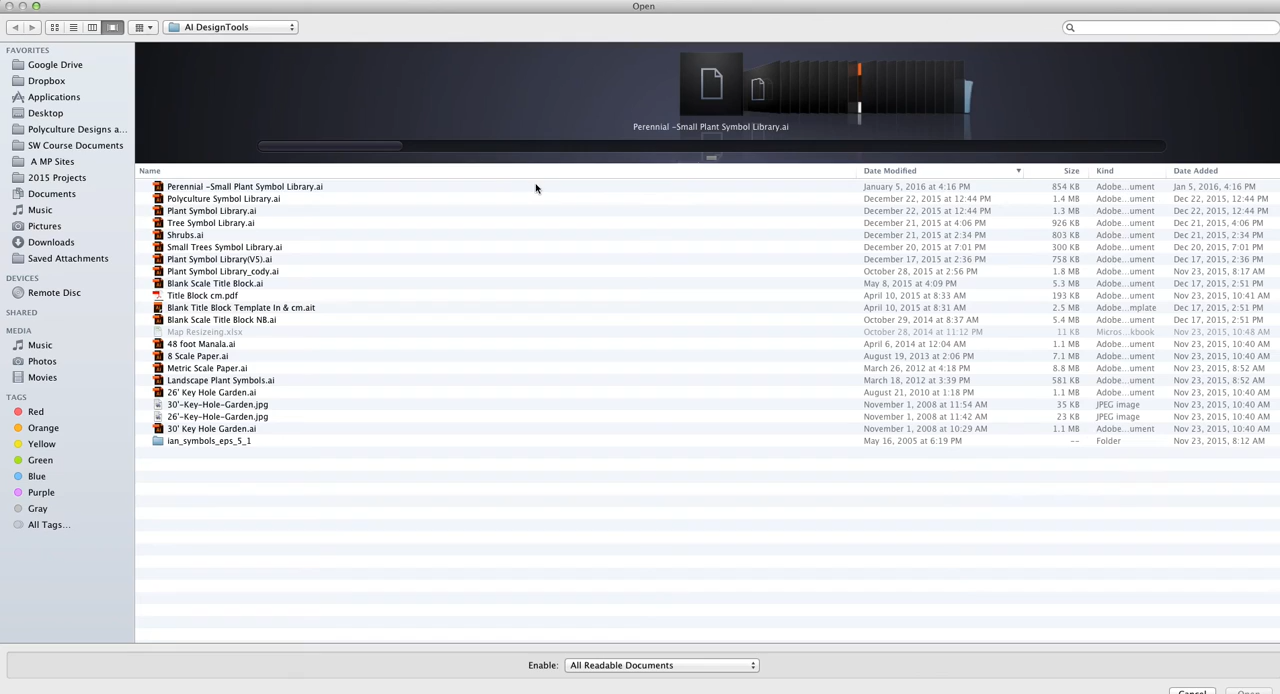 Open
AI DesignTools
FAVORITES
Google Drive
Dropbox
Applications
Desktop
Polyculture Designs a...
SW Course Documents
A MP Sites
2015 Projects
Documents
Music
Pictures
Downloads
Saved Attachments
DEVICES
Remote Disc
SHARED
MEDIA
Music
Photos
Movies
TAGS
Red
Orange
Yellow
Green
Blue
Purple
Gray
All Tags...
Perennial -Small Plant Symbol Library.ai
Name Date Modified Size Kind Date Added
Perennial -Small Plant Symbol Library.ai January 5, 2016 at 4:16 PM 854 KB Adobe...ument Jan 5, 2016, 4:16 PM
Polyculture Symbol Library.ai December 22, 2015 at 12:44 PM 1.4 MB Adobe...ument Dec 22, 2015, 12:44 PM
Plant Symbol Library.ai December 22, 2015 at 12:44 PM 1.3 MB Adobe...ument Dec 22, 2015, 12:44 PM
Tree Symbol Library.ai December 21, 2015 at 4:06 PM 926 KB Adobe...ument Dec 21, 2015, 4:06 PM
Shrubs.ai December 21, 2015 at 2:34 PM 803 KB Adobe...ument Dec 21, 2015, 2:34 PM
Small Trees Symbol Library.ai December 20, 2015 at 7:01 PM 300 KB Adobe...ument Dec 20, 2015, 7:01 PM
Plant Symbol Library(V5).ai December 17, 2015 at 2:36 PM 758 KB Adobe...ument Dec 17, 2015, 2:36 PM
Plant Symbol Library_cody.ai October 28, 2015 at 2:56 PM 1.8 MB Adobe...ument Nov 23, 2015, 8:17 AM
Blank Scale Title Block.ai May 8, 2015 at 4:09 PM 5.3 MB Adobe...ument Dec 17, 2015, 2:51 PM
Title Block cm.pdf April 10, 2015 at 8:33 AM 193 KB Adobe...ument Nov 23, 2015, 10:41 AM
Blank Title Block Template In & cm.ait April 10, 2015 at 8:31 AM 2.5 MB Adobe...mplate Dec 17, 2015, 2:51 PM
Blank Scale Title Block NB.ai October 29, 2014 at 8:37 AM 5.4 MB Adobe...ument Dec 17, 2015, 2:51 PM
Map Resizeing.xlsx October 28, 2014 at 11:12 PM 11 KB Micros...kbook Nov 23, 2015, 10:48 AM
48 foot Manala.ai April 6, 2014 at 12:04 AM 1.1 MB Adobe...ument Nov 23, 2015, 10:40 AM
8 Scale Paper.ai August 19, 2013 at 2:06 PM 7.1 MB Adobe...ument Nov 23, 2015, 10:40 AM
Metric Scale Paper.ai March 26, 2012 at 4:18 PM 8.8 MB Adobe...ument Nov 23, 2015, 8:52 AM
Landscape Plant Symbols.ai March 18, 2012 at 3:39 PM 581 KB Adobe...ument Nov 23, 2015, 8:52 AM
26' Key Hole Garden.ai August 21, 2010 at 1:18 PM 1.1 MB Adobe...ument Nov 23, 2015, 10:40 AM
30'-Key-Hole-Garden.jpg November 1, 2008 at 11:54 AM 35 KB JPEG image Nov 23, 2015, 10:40 AM
26'-Key-Hole-Garden.jpg November 1, 2008 at 11:42 AM 23 KB JPEG image Nov 23, 2015, 10:40 AM
30' Key Hole Garden.ai November 1, 2008 at 10:29 AM 1.1 MB Adobe...ument Nov 23, 2015, 10:40 AM
ian_symbols_eps_5_1 May 16, 2005 at 6:19 PM -- Folder Nov 23, 2015, 8:12 AM
Enable: All Readable Documents
Cancel Open